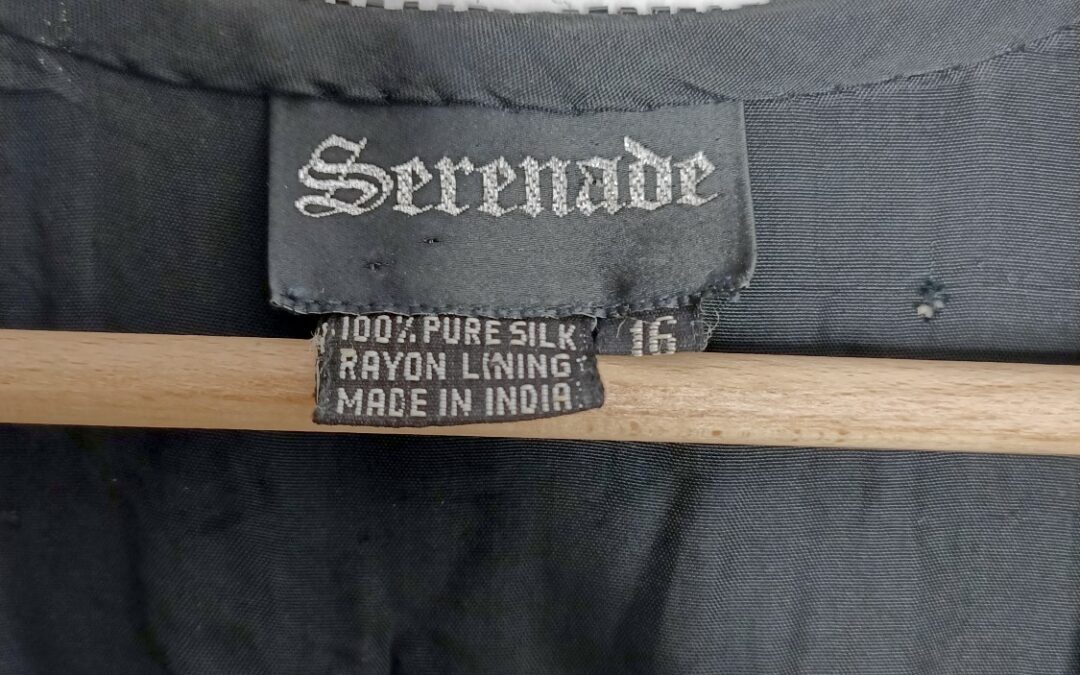 Serenade
100% PURE SILK
RAYON LINING
MADE IN INDIA
16